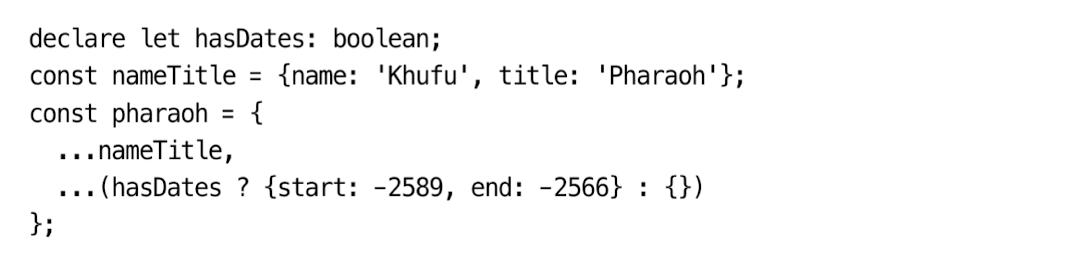 declare let hasDates: boolean;
const nameTitle = {name: 'Khufu', title: 'Pharaoh'};
const pharaoh = {
  ...nameTitle,
  ...(hasDates ? {start: -2589, end: -2566} : {})
};